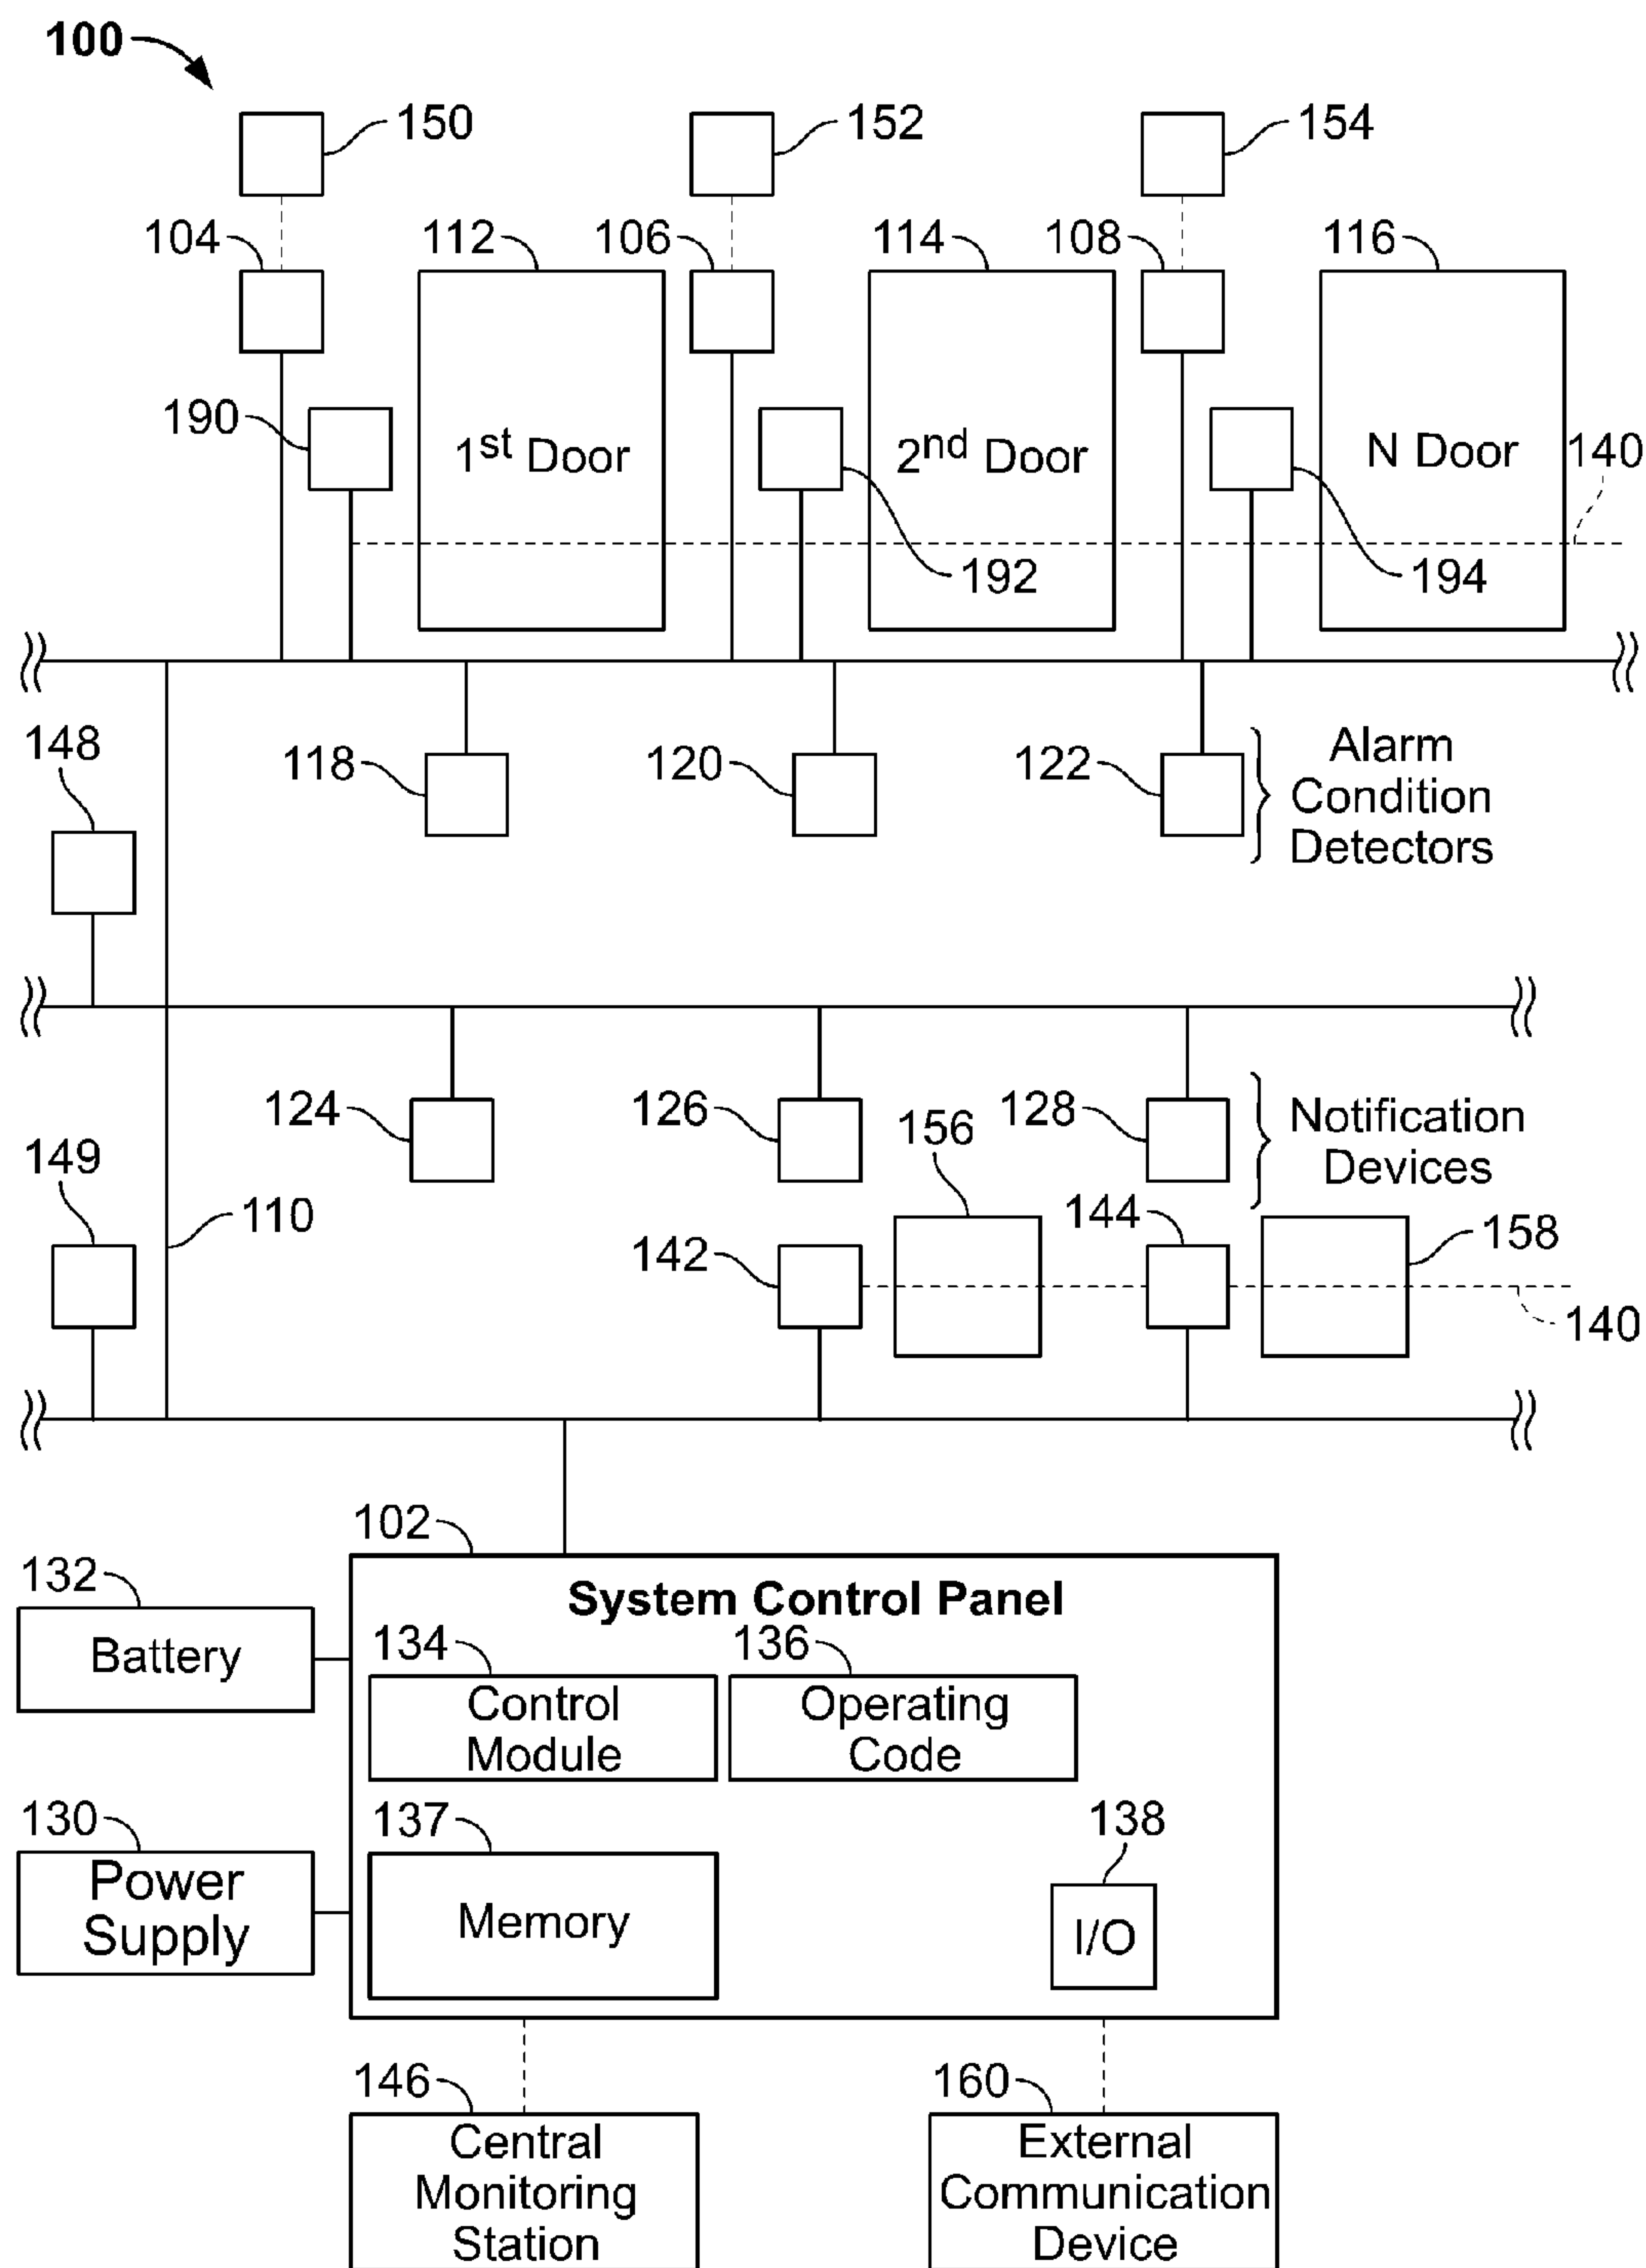 100
150
152
154
104
112
106
114
108
116
190
1st Door
2nd Door
N Door
140
192
194
148
118
120
122
Alarm
Condition
Detectors
124
126
156
128
Notification
Devices
149
110
142
144
158
140
102
132
System Control Panel
Battery
134
136
Control
Module
Operating
Code
130
137
138
Power
Supply
Memory
I/O
146
160
Central
Monitoring
Station
External
Communication
Device